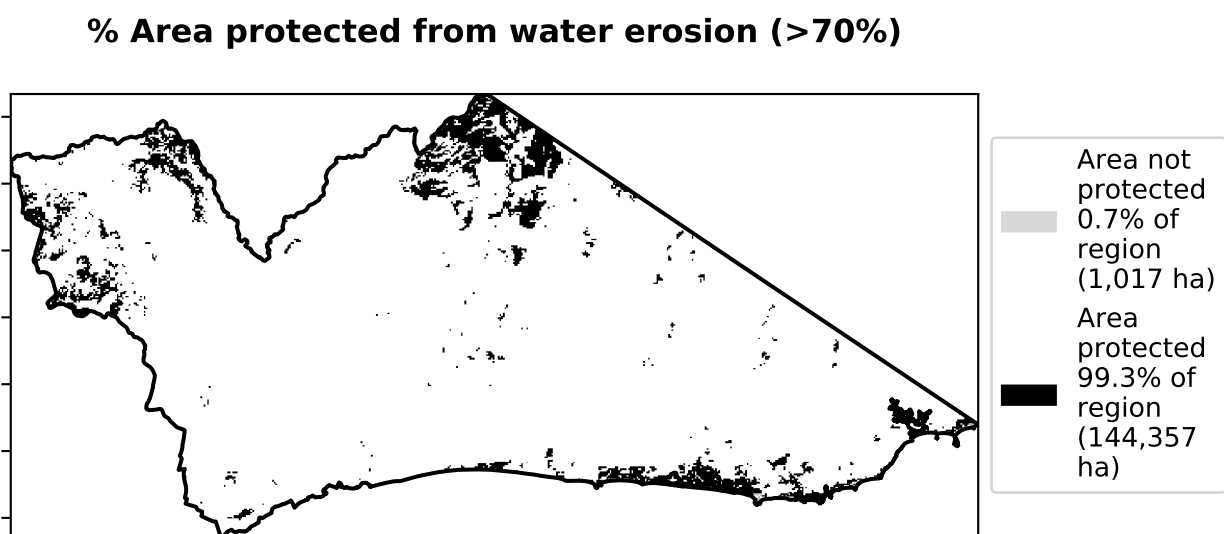 % Area protected from water erosion (>70%)
Area not
protected
0.7% of
region
(1,017 ha)
Area
protected
99.3% of
region
(144,357
ha)